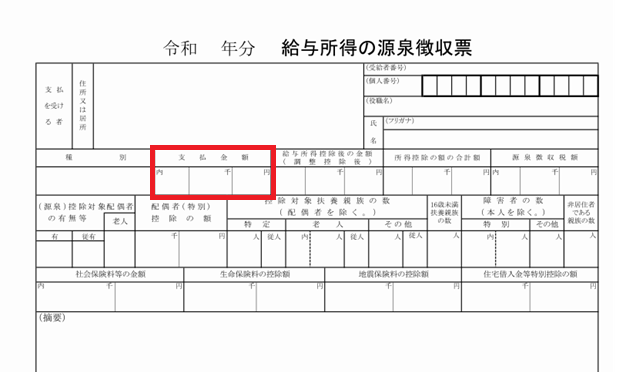 令和　年分　給与所得の源泉徴収票
支払を受ける者
住所又は居所
(受給者番号)
(個人番号)
(役職名)
氏名
(フリガナ)
種別
支払金額
給与所得控除後の金額(調整控除後)
所得控除の額の合計額
源泉徴収税額
内 千 円 千 円 千 円 内 千 円
(源泉)控除対象配偶者の有無等
老人
配偶者(特別)控除の額
控除対象扶養親族の数(配偶者を除く。)
16歳未満扶養親族の数
障害者の数(本人を除く。)
非居住者である親族の数
特定 老人 その他 特別 その他
有 従有 千 円 人 従人 内 人 従人 人 従人 人 内 人 人 人
社会保険料等の金額
生命保険料の控除額
地震保険料の控除額
住宅借入金等特別控除の額
内 千 円 千 円 千 円 千 円
(摘要)